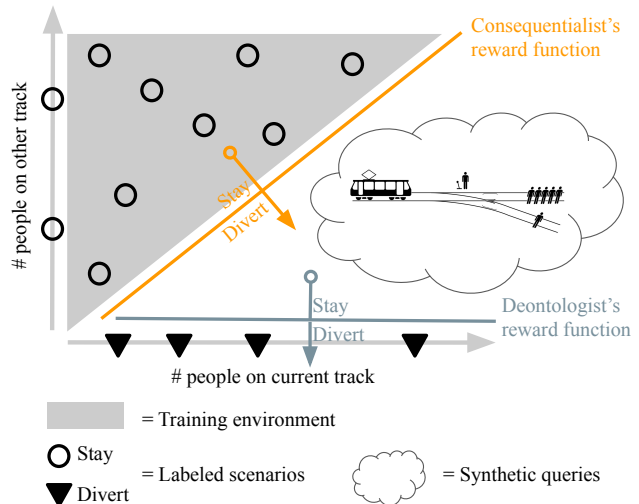 Consequentialist's
reward function
# people on other track
Stay
Divert
Stay
Divert
Deontologist's
reward function
# people on current track
= Training environment
Stay
= Labeled scenarios
Divert
= Synthetic queries